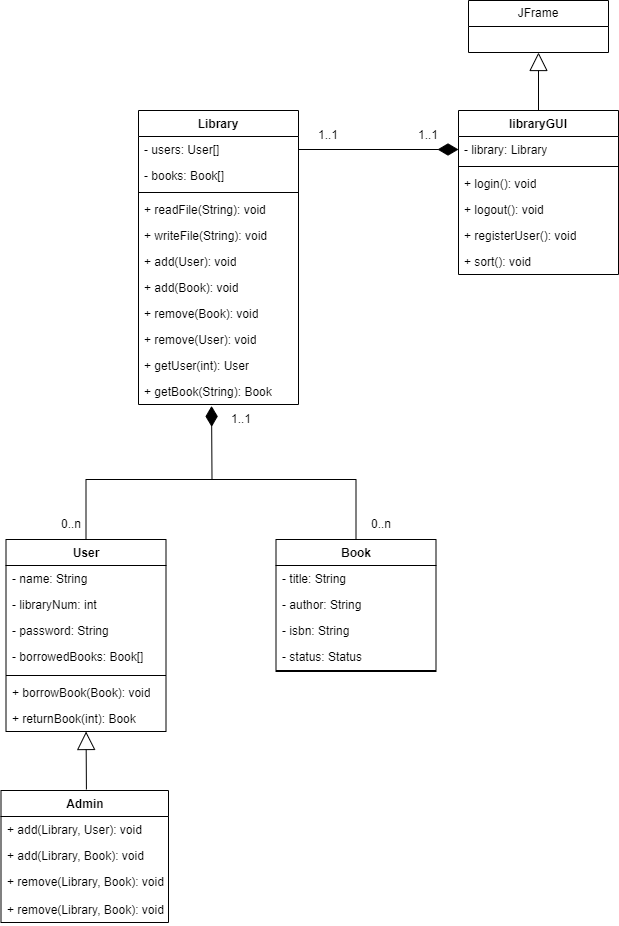 JFrame
Library
- users: User[]
- books: Book[]
+ readFile(String): void
+ writeFile(String): void
+ add(User): void
+ add(Book): void
+ remove(Book): void
+ remove(User): void
+ getUser(int): User
+ getBook(String): Book
1..1
1..1
libraryGUI
- library: Library
+ login(): void
+ logout(): void
+ registerUser(): void
+ sort(): void
1..1
0..n
0..n
User
- name: String
- libraryNum: int
- password: String
- borrowedBooks: Book[]
+ borrowBook(Book): void
+ returnBook(int): Book
Book
- title: String
- author: String
- isbn: String
- status: Status
Admin
+ add(Library, User): void
+ add(Library, Book): void
+ remove(Library, Book): void
+ remove(Library, Book): void